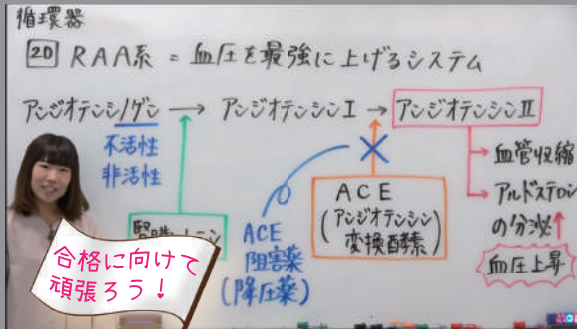 循環器
20 RAA系 = 血圧を最強に上げるシステム
アンジオテンシノゲン → アンジオテンシンI → アンジオテンシンII
不活性
非活性
ACE
阻害薬
(降圧薬)
ACE
(アンジオテンシン
変換酵素)
→ 血管収縮
→ アルドステロン
の分泌↑
血圧上昇
合格に向けて
頑張ろう!